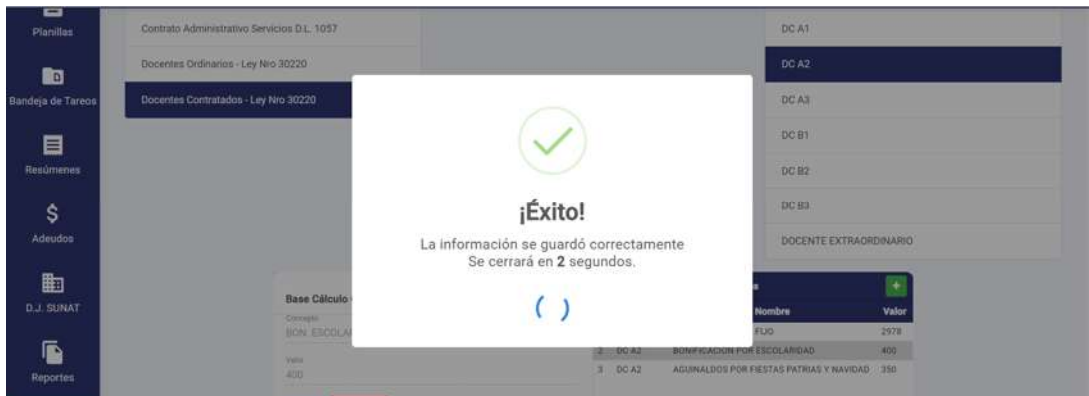 Planillas
Bandeja de Tareos
Resúmenes
Adeudos
D.J. SUNAT
Reportes
Contrato Administrativo Servicios D.L. 1057
Docentes Ordinarios - Ley Nro 30220
Docentes Contratados - Ley Nro 30220
DC A1
DC A2
DC A3
DC B1
DC B2
DC B3
DOCENTE EXTRAORDINARIO
¡Éxito!
La información se guardó correctamente
Se cerrará en 2 segundos.
Base Cálculo
Concepto
BON. ESCOLA
Valor
400
Nombre Valor
FIJO 2978
2 DC A2 BONIFICACION POR ESCOLARIDAD 400
3 DC A2 AGUINALDOS POR FIESTAS PATRIAS Y NAVIDAD 350